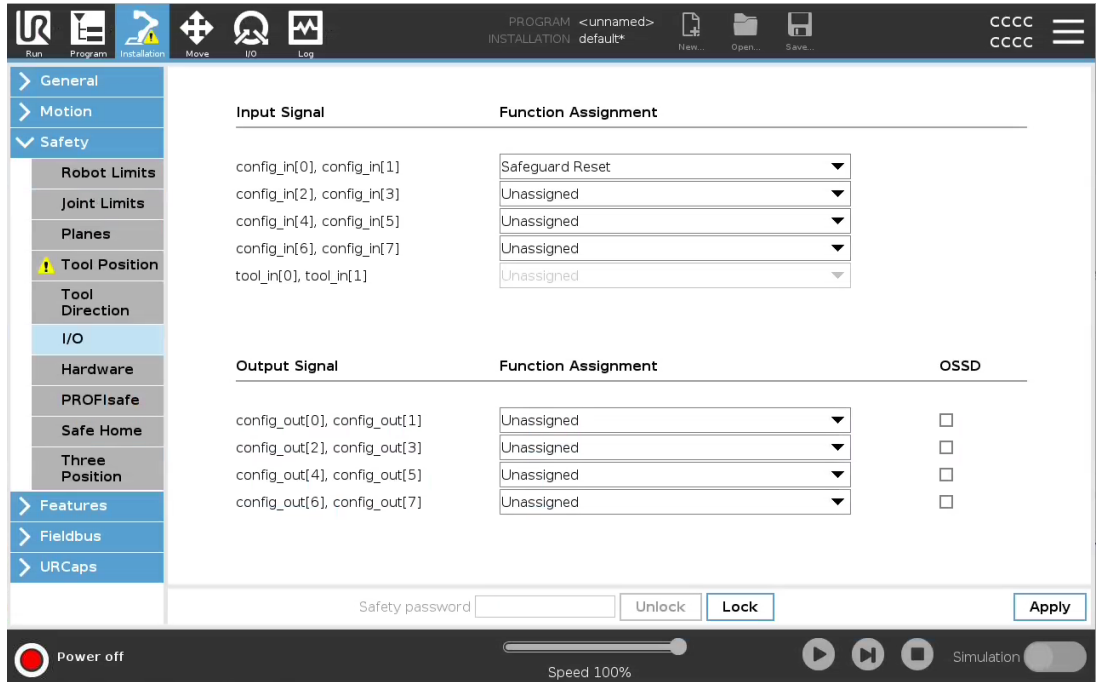 PROGRAM <unnamed>
INSTALLATION default*
CCCC
CCCC
Run Program Installation Move I/O Log New... Open... Save...
General
Motion
Safety
Robot Limits
Joint Limits
Planes
Tool Position
Tool
Direction
I/O
Hardware
PROFIsafe
Safe Home
Three
Position
Features
Fieldbus
URCaps
Input Signal Function Assignment
config_in[0], config_in[1] Safeguard Reset
config_in[2], config_in[3] Unassigned
config_in[4], config_in[5] Unassigned
config_in[6], config_in[7] Unassigned
tool_in[0], tool_in[1] Unassigned
Output Signal Function Assignment OSSD
config_out[0], config_out[1] Unassigned
config_out[2], config_out[3] Unassigned
config_out[4], config_out[5] Unassigned
config_out[6], config_out[7] Unassigned
Safety password Unlock Lock Apply
Power off
Speed 100%
Simulation